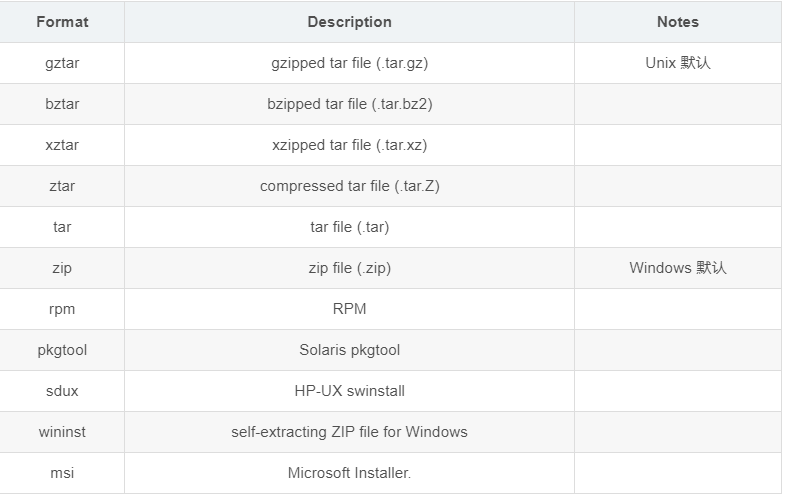 Format Description Notes
gztar gzipped tar file (.tar.gz) Unix 默认
bztar bzipped tar file (.tar.bz2)
xztar xzipped tar file (.tar.xz)
ztar compressed tar file (.tar.Z)
tar tar file (.tar)
zip zip file (.zip) Windows 默认
rpm RPM
pkgtool Solaris pkgtool
sdux HP-UX swinstall
wininst self-extracting ZIP file for Windows
msi Microsoft Installer.